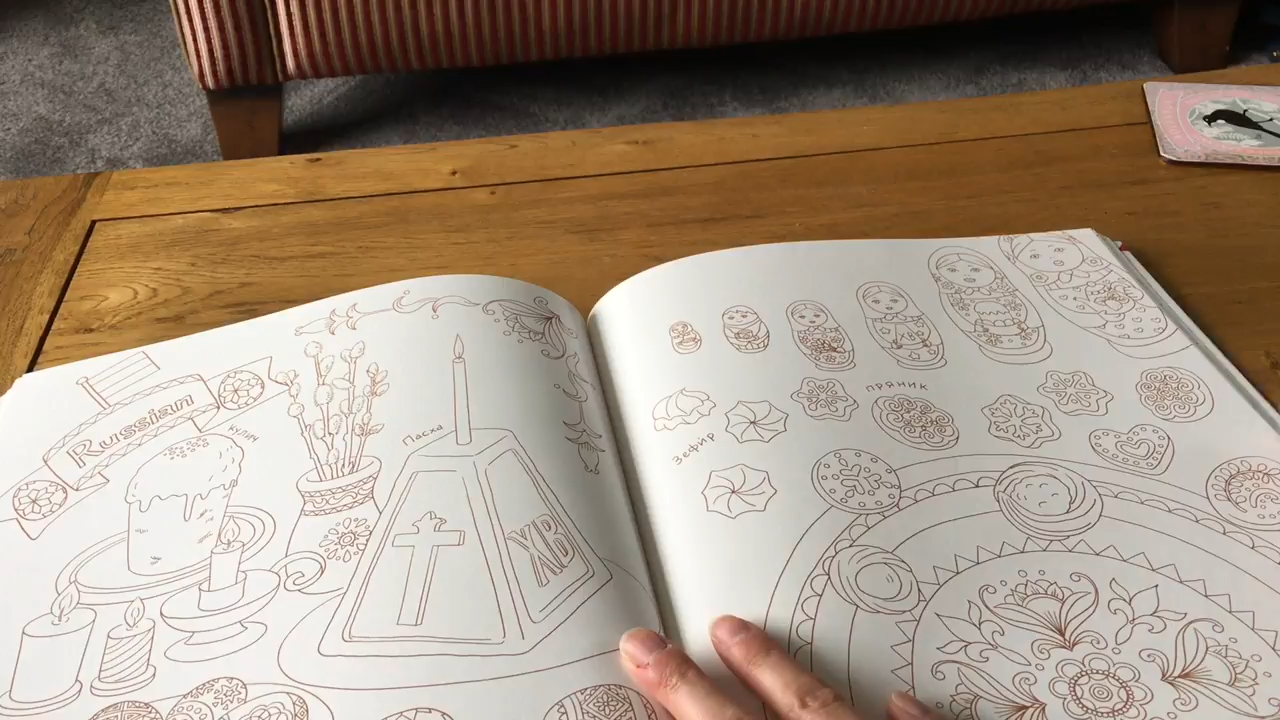 Russian
кулич
Пасха
ХВ
пряник
Зефир